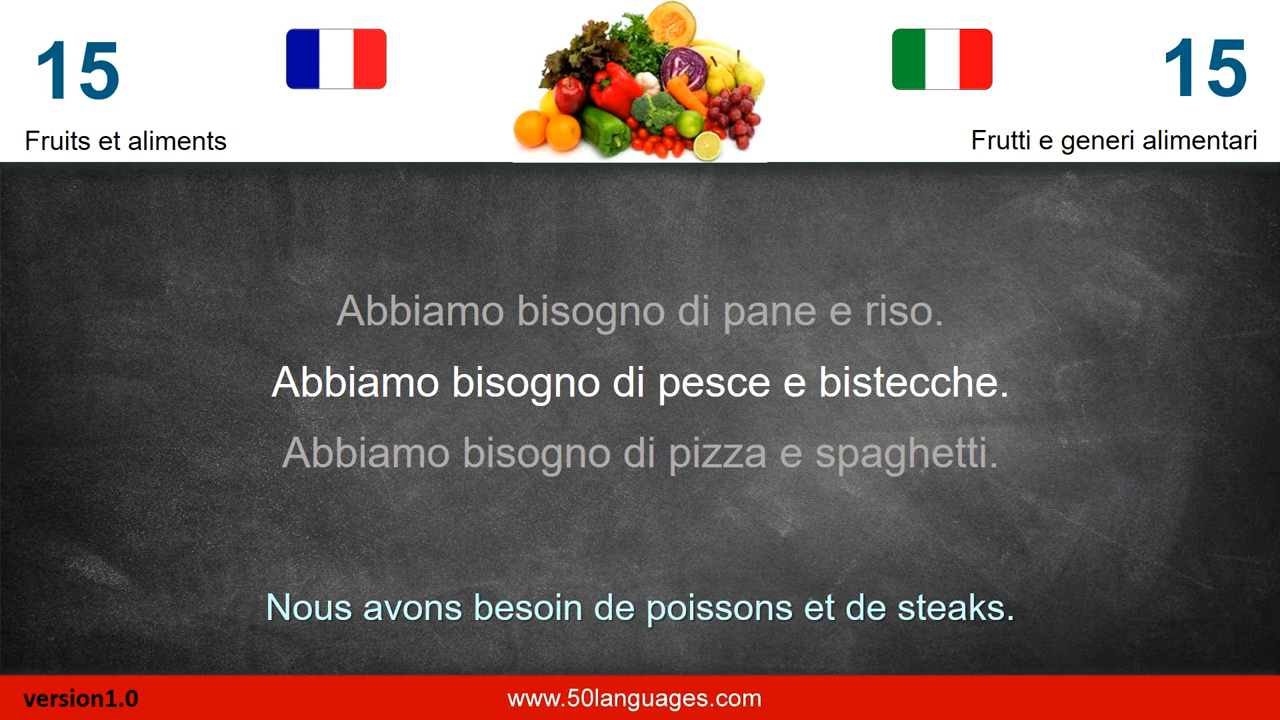 15
15
Fruits et aliments
Frutti e generi alimentari
Abbiamo bisogno di pane e riso.
Abbiamo bisogno di pesce e bistecche.
Abbiamo bisogno di pizza e spaghetti.
Nous avons besoin de poissons et de steaks.
version1.0
www.50languages.com